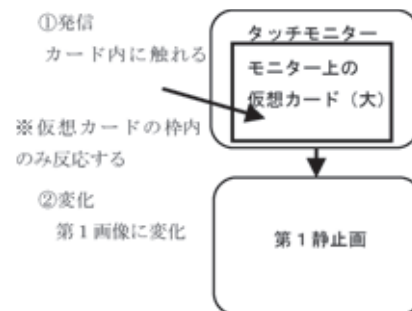 ①発信
カード内に触れる
※仮想カードの枠内
のみ反応する
②変化
第1画像に変化
タッチモニター
モニター上の
仮想カード（大）
第1静止画